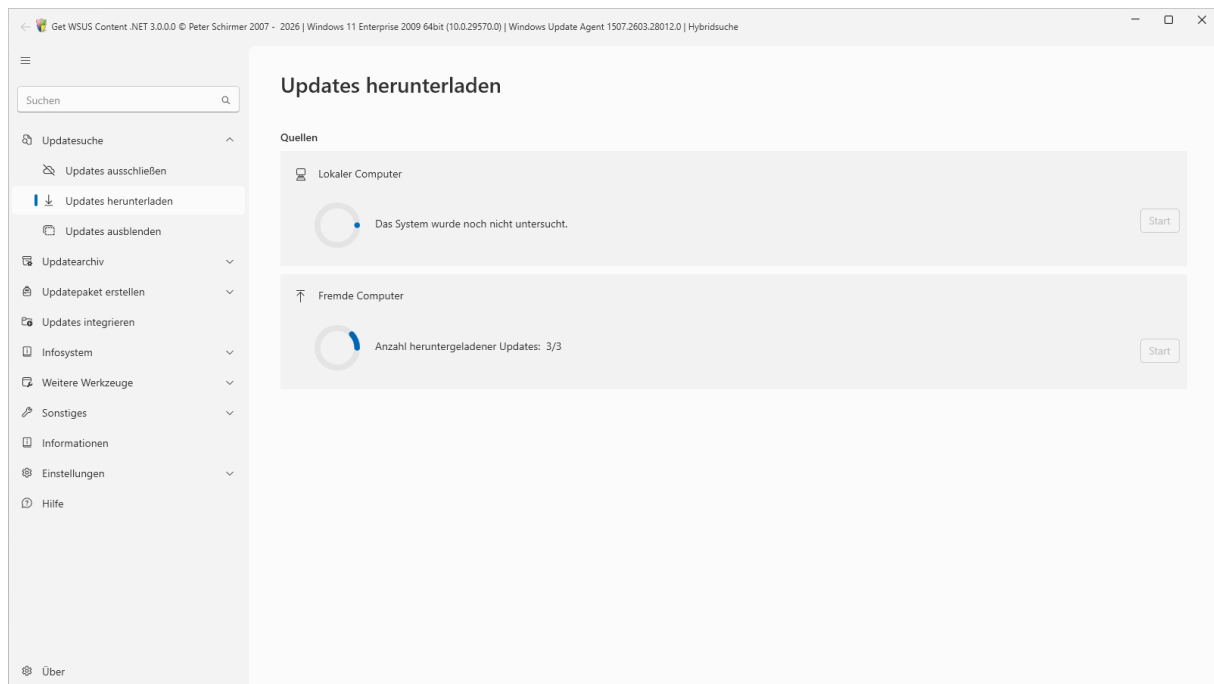 Get WSUS Content .NET 3.0.0.0 © Peter Schirmer 2007 - 2026 | Windows 11 Enterprise 2009 64bit (10.0.29570.0) | Windows Update Agent 1507.2603.28012.0 | Hybridsuche
Suchen
Updatesuche
Updates ausschließen
Updates herunterladen
Updates ausblenden
Updatearchiv
Updatepaket erstellen
Updates integrieren
Infosystem
Weitere Werkzeuge
Sonstiges
Informationen
Einstellungen
Hilfe
Über
Updates herunterladen
Quellen
Lokaler Computer
Das System wurde noch nicht untersucht.
Start
Fremde Computer
Anzahl heruntergeladener Updates: 3/3
Start